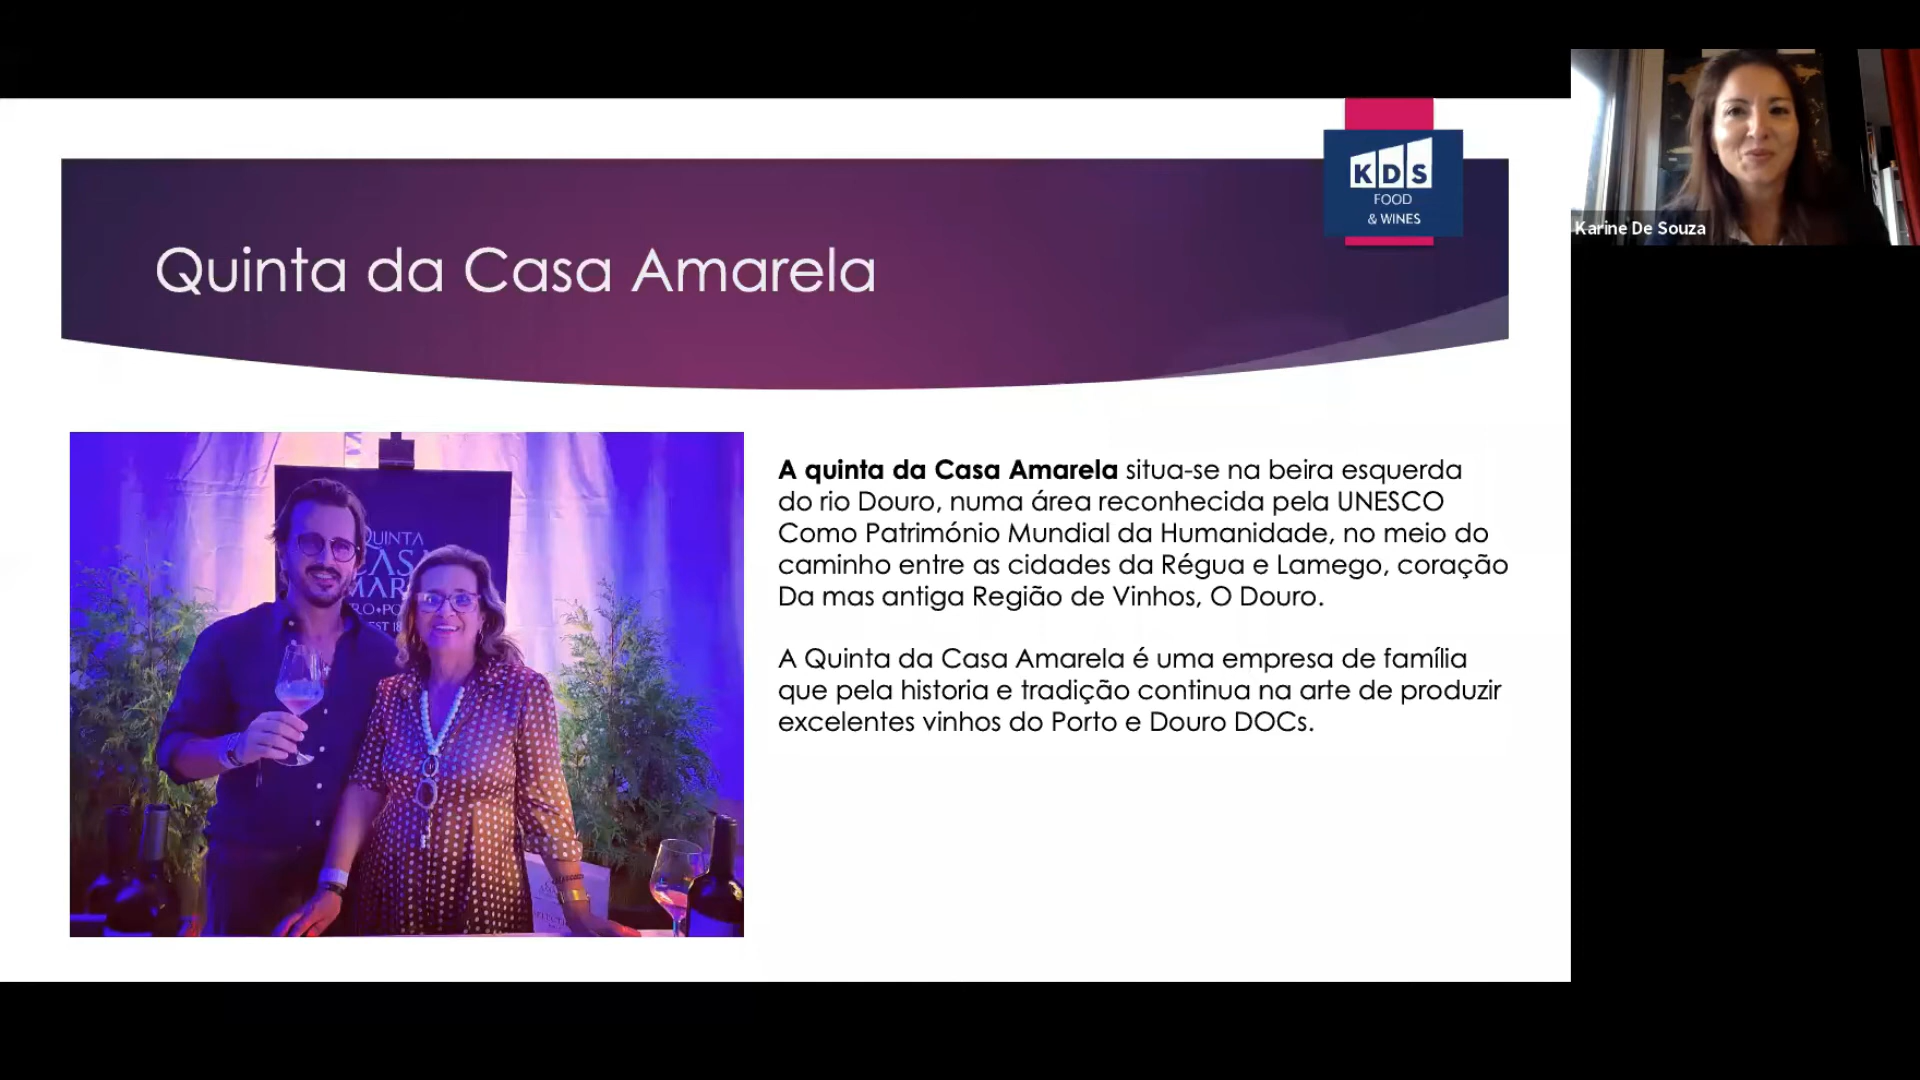 KDS
FOOD
& WINES
Karine De Souza
Quinta da Casa Amarela
QUINTA
A quinta da Casa Amarela situa-se na beira esquerda
do rio Douro, numa área reconhecida pela UNESCO
Como Património Mundial da Humanidade, no meio do
caminho entre as cidades da Régua e Lamego, coração
Da mas antiga Região de Vinhos, O Douro.
A Quinta da Casa Amarela é uma empresa de família
que pela historia e tradição continua na arte de produzir
excelentes vinhos do Porto e Douro DOCs.